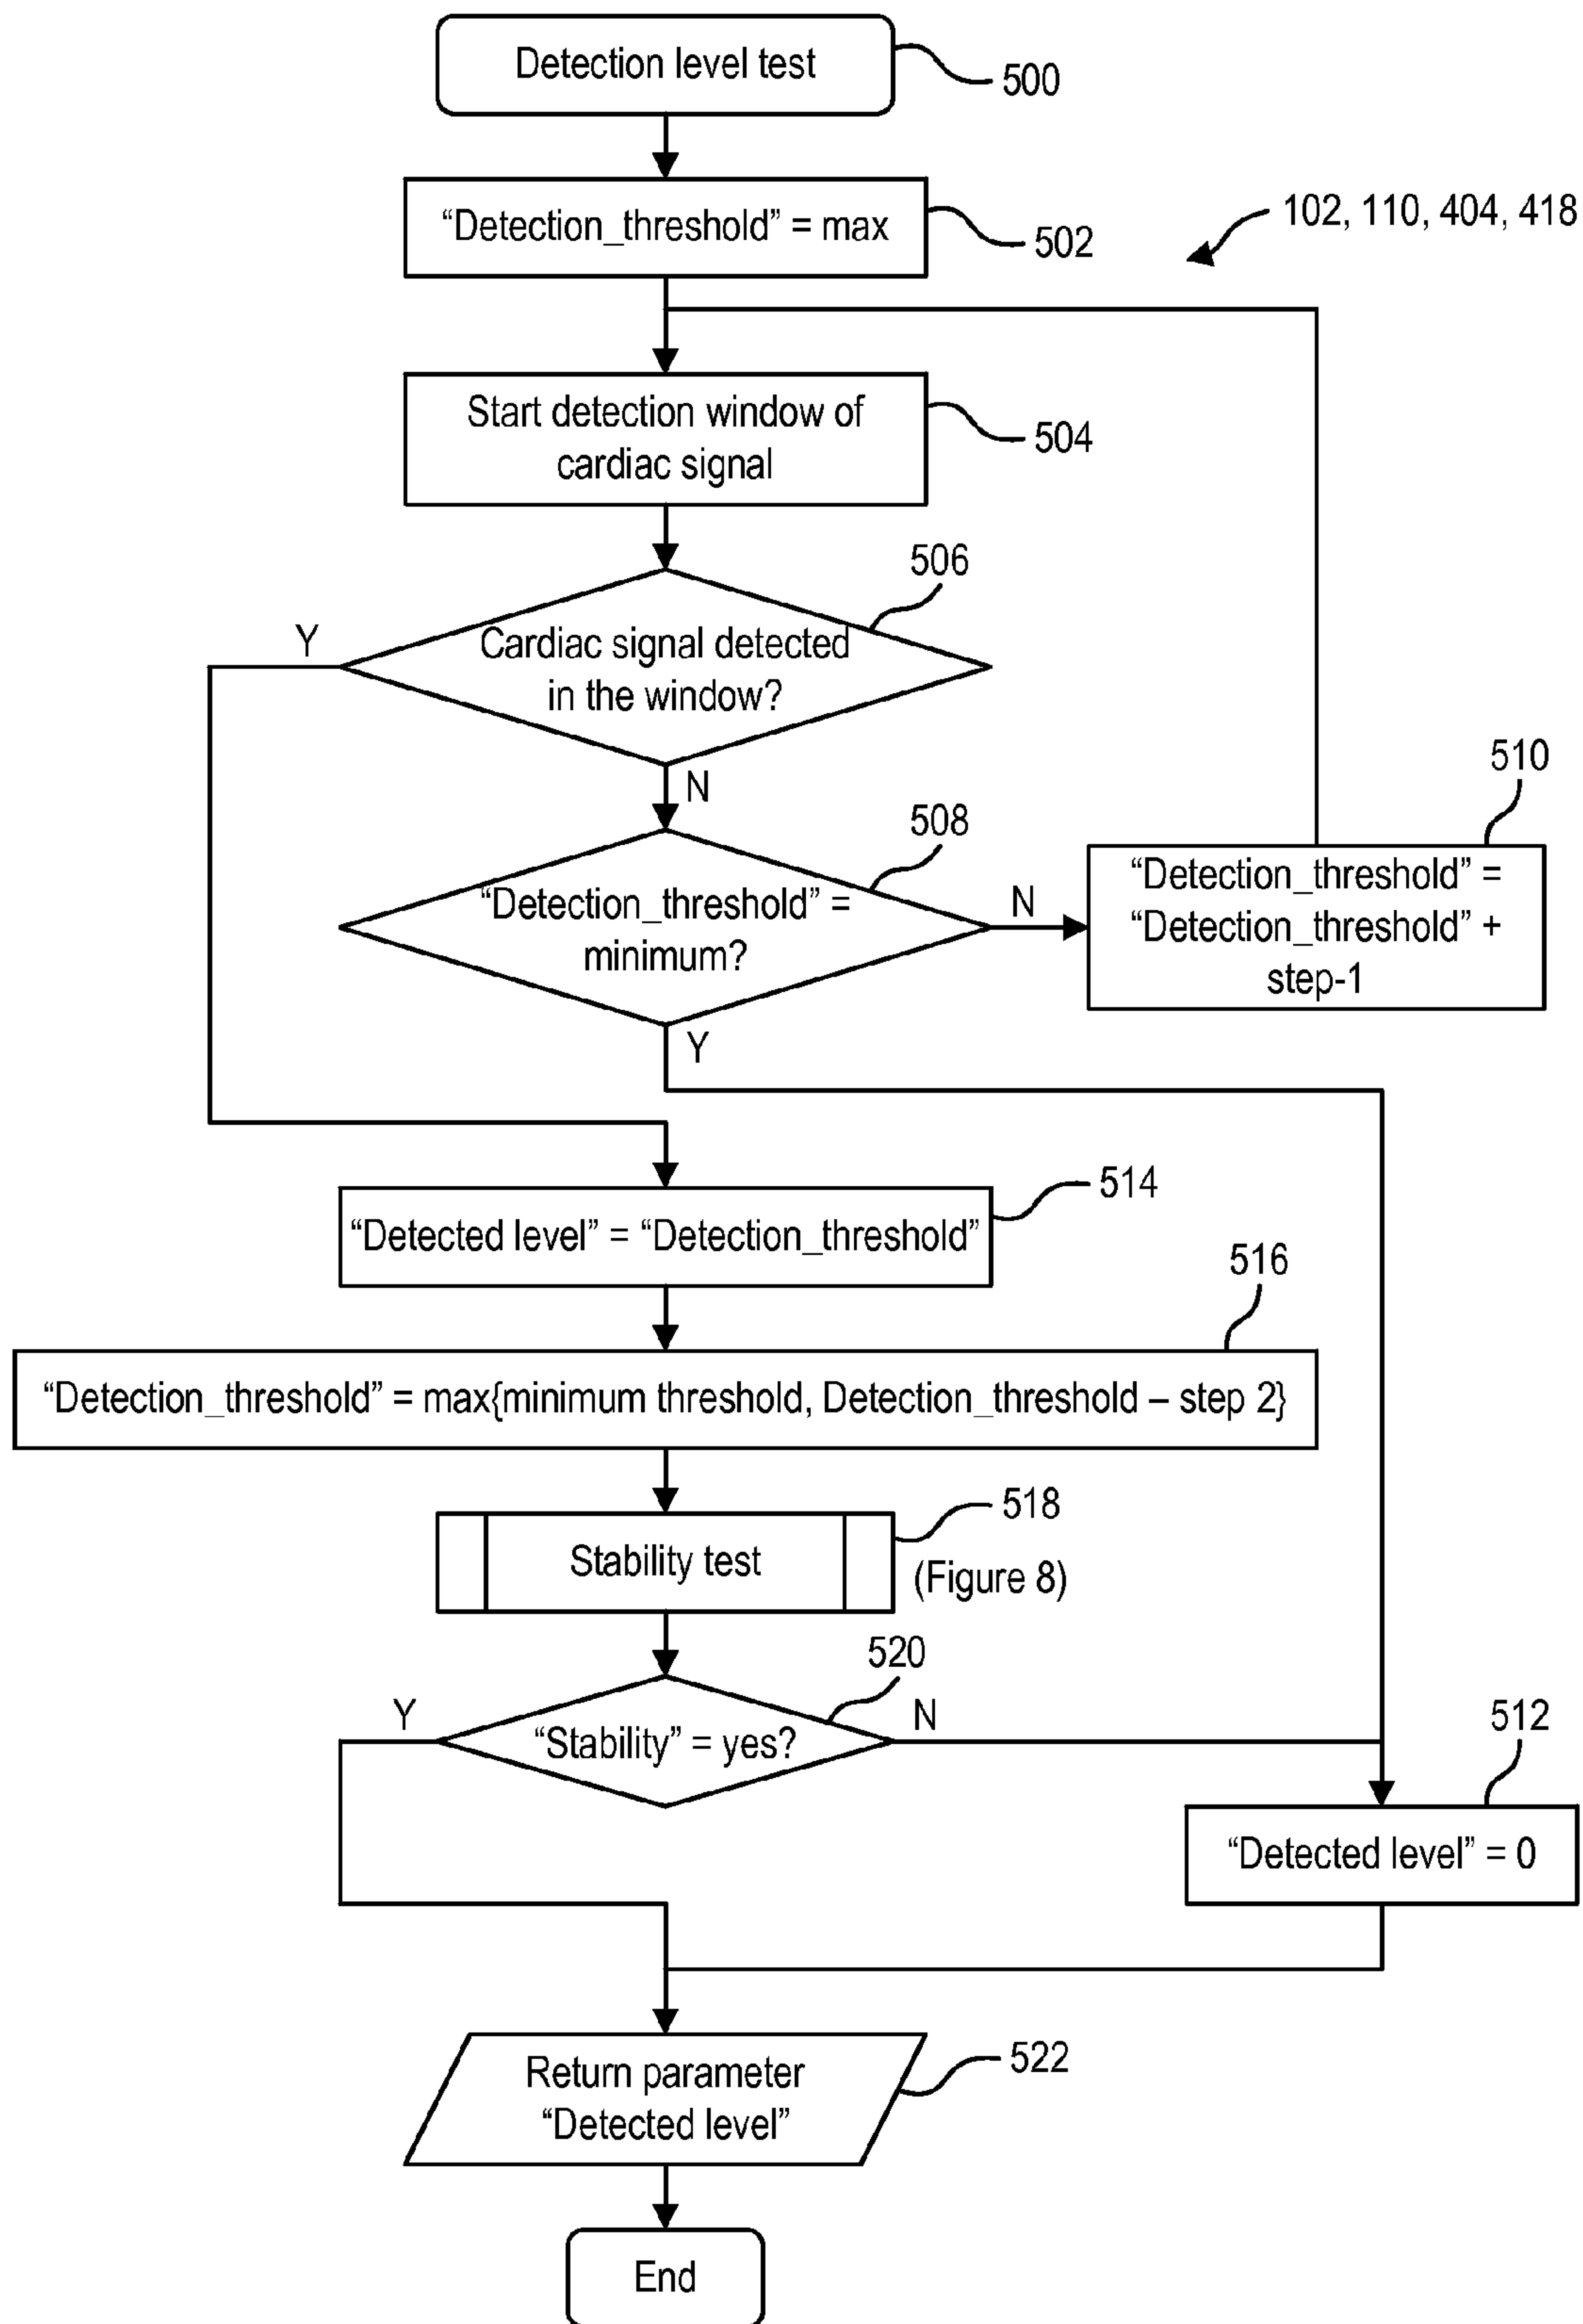 Detection level test
500
“Detection_threshold” = max
502
102, 110, 404, 418
Start detection window of
cardiac signal
504
506
Y
Cardiac signal detected
in the window?
N
508
510
“Detection_threshold” =
minimum?
N
“Detection_threshold” =
“Detection_threshold” +
step-1
Y
514
“Detected level” = “Detection_threshold”
516
“Detection_threshold” = max{minimum threshold, Detection_threshold – step 2}
518
Stability test
(Figure 8)
520
Y
“Stability” = yes?
N
512
“Detected level” = 0
Return parameter
“Detected level”
522
End